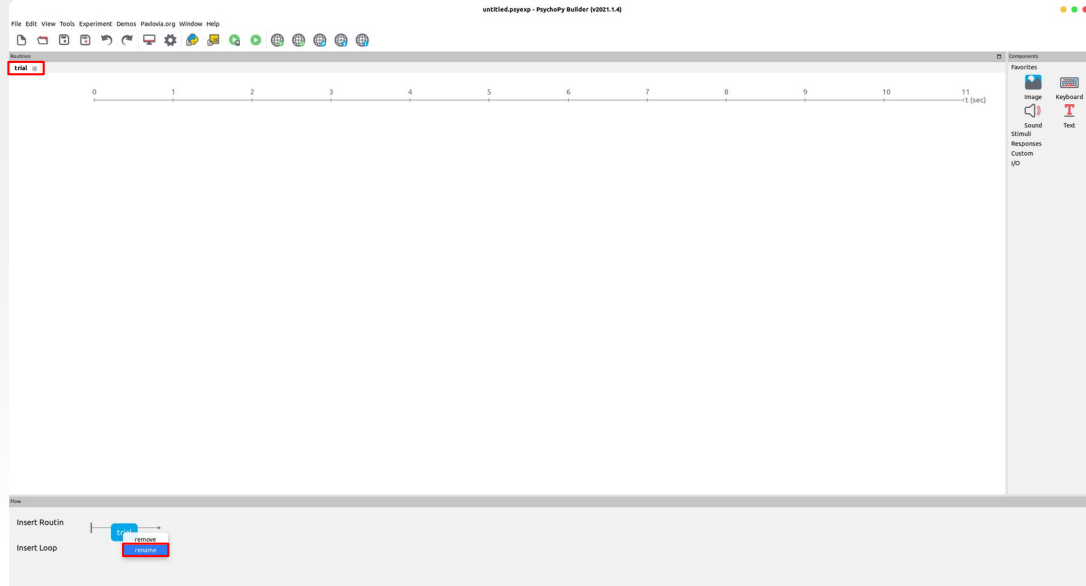 untitled.psyexp - PsychoPy Builder (v2021.1.4)
File Edit View Tools Experiment Demos Pavlovia.org Window Help
Routines
Components
trial
Favorites
0 1 2 3 4 5 6 7 8 9 10 11
t (sec)
Image Keyboard
Sound Text
Stimuli
Responses
Custom
I/O
Flow
Insert Routin
trial
remove
Insert Loop
rename